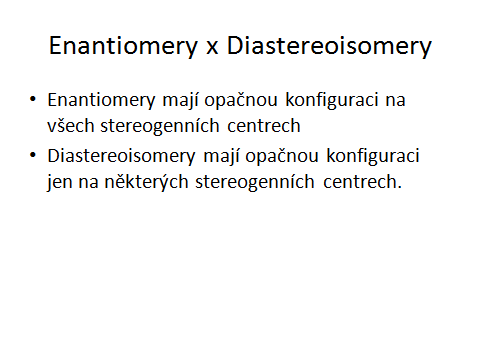 Enantiomery x Diastereoisomery
• Enantiomery mají opačnou konfiguraci na
všech stereogenních centrech
• Diastereoisomery mají opačnou konfiguraci
jen na některých stereogenních centrech.